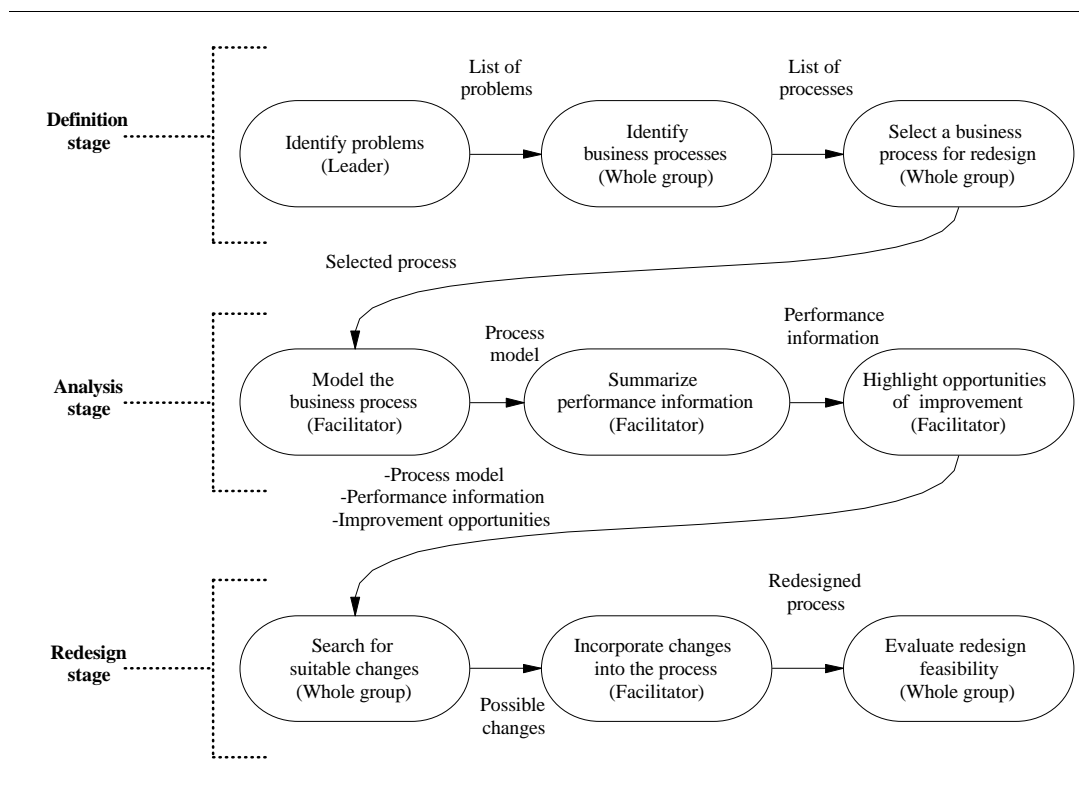 List of
problems
List of
processes
Definition
stage
Identify problems
(Leader)
Identify
business processes
(Whole group)
Select a business
process for redesign
(Whole group)
Selected process
Analysis
stage
Process
model
Performance
information
Model the
business process
(Facilitator)
Summarize
performance information
(Facilitator)
Highlight opportunities
of improvement
(Facilitator)
-Process model
-Performance information
-Improvement opportunities
Redesign
stage
Redesigned
process
Search for
suitable changes
(Whole group)
Possible
changes
Incorporate changes
into the process
(Facilitator)
Evaluate redesign
feasibility
(Whole group)